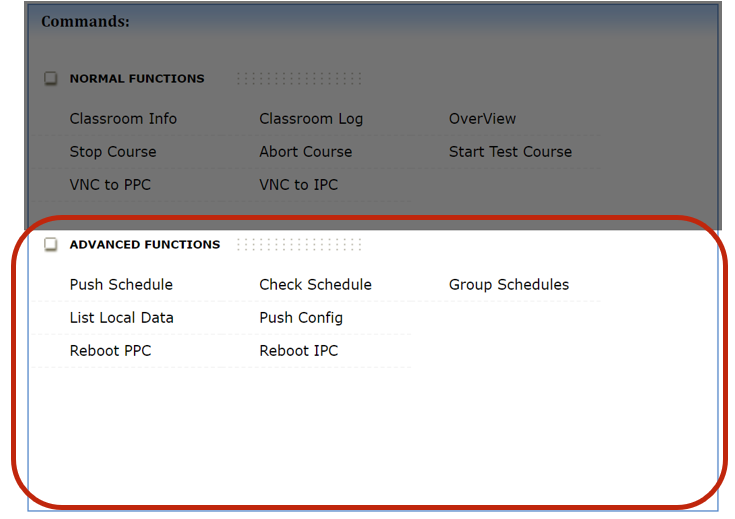 Commands:
NORMAL FUNCTIONS
Classroom Info Classroom Log OverView
Stop Course Abort Course Start Test Course
VNC to PPC VNC to IPC
ADVANCED FUNCTIONS
Push Schedule Check Schedule Group Schedules
List Local Data Push Config
Reboot PPC Reboot IPC